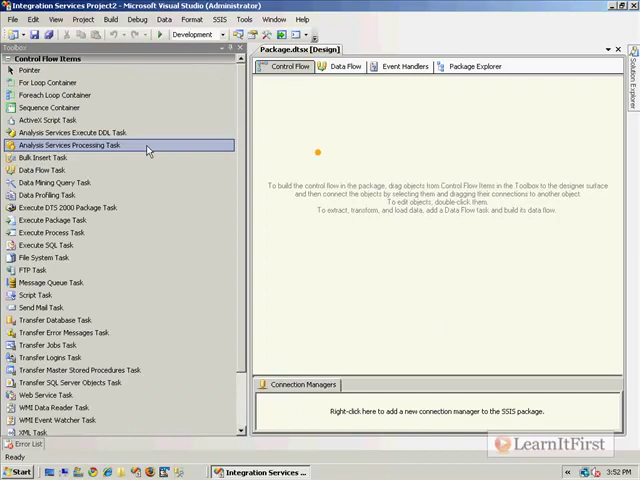 Integration Services Project2 - Microsoft Visual Studio (Administrator)
File Edit View Project Build Debug Data Format SSIS Tools Window Help
Development
Toolbox
Control Flow Items
Pointer
For Loop Container
Foreach Loop Container
Sequence Container
ActiveX Script Task
Analysis Services Execute DDL Task
Analysis Services Processing Task
Bulk Insert Task
Data Flow Task
Data Mining Query Task
Data Profiling Task
Execute DTS 2000 Package Task
Execute Package Task
Execute Process Task
Execute SQL Task
File System Task
FTP Task
Message Queue Task
Script Task
Send Mail Task
Transfer Database Task
Transfer Error Messages Task
Transfer Jobs Task
Transfer Logins Task
Transfer Master Stored Procedures Task
Transfer SQL Server Objects Task
Web Service Task
WMI Data Reader Task
WMI Event Watcher Task
XML Task
Error List
Package.dtsx [Design]
Control Flow Data Flow Event Handlers Package Explorer
To build the control flow in the package, drag objects from Control Flow Items in the Toolbox to the designer surface
and then connect the objects by selecting them and dragging their connections to another object.
To edit objects, double-click them.
To extract, transform, and load data, add a Data Flow task and build its data flow.
Connection Managers
Right-click here to add a new connection manager to the SSIS package.
Solution Explorer
LearnItFirst
Ready
Start
Integration Services ...
3:52 PM